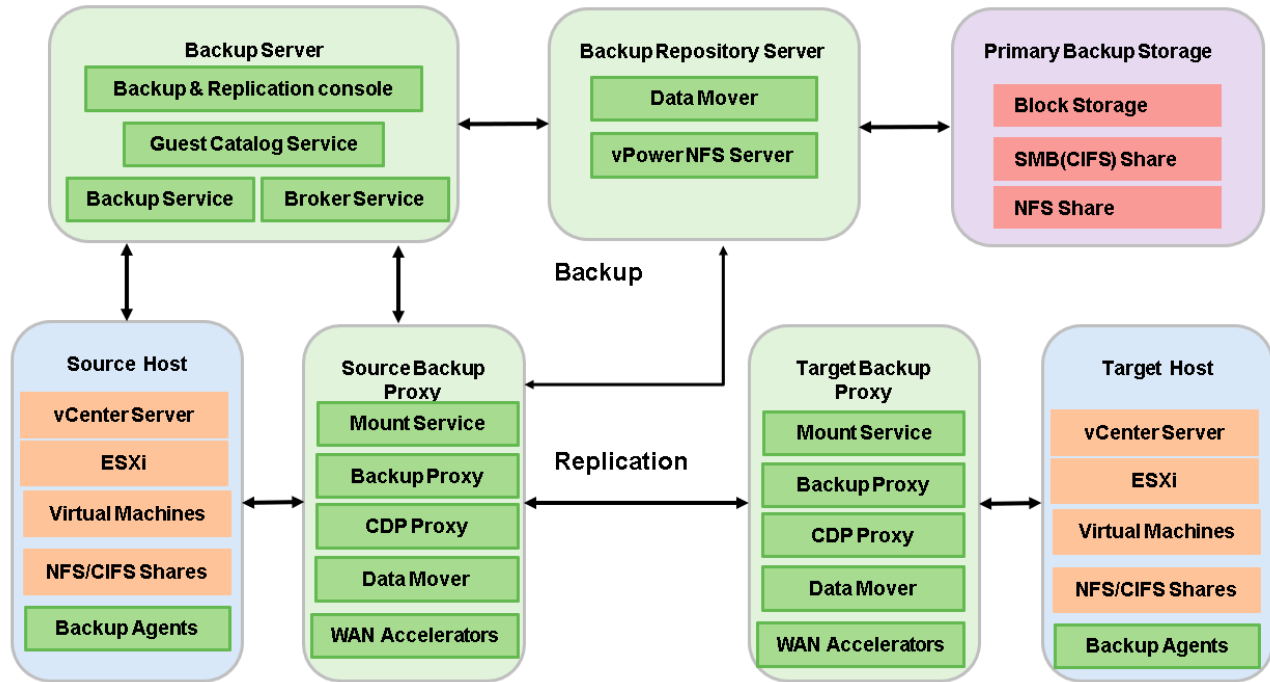 Backup Server
Backup & Replication console
Guest Catalog Service
Backup Service
Broker Service
Backup Repository Server
Data Mover
vPower NFS Server
Primary Backup Storage
Block Storage
SMB(CIFS) Share
NFS Share
Backup
Replication
Source Host
vCenter Server
ESXi
Virtual Machines
NFS/CIFS Shares
Backup Agents
Source Backup
Proxy
Mount Service
Backup Proxy
CDP Proxy
Data Mover
WAN Accelerators
Target Backup
Proxy
Mount Service
Backup Proxy
CDP Proxy
Data Mover
WAN Accelerators
Target Host
vCenter Server
ESXi
Virtual Machines
NFS/CIFS Shares
Backup Agents